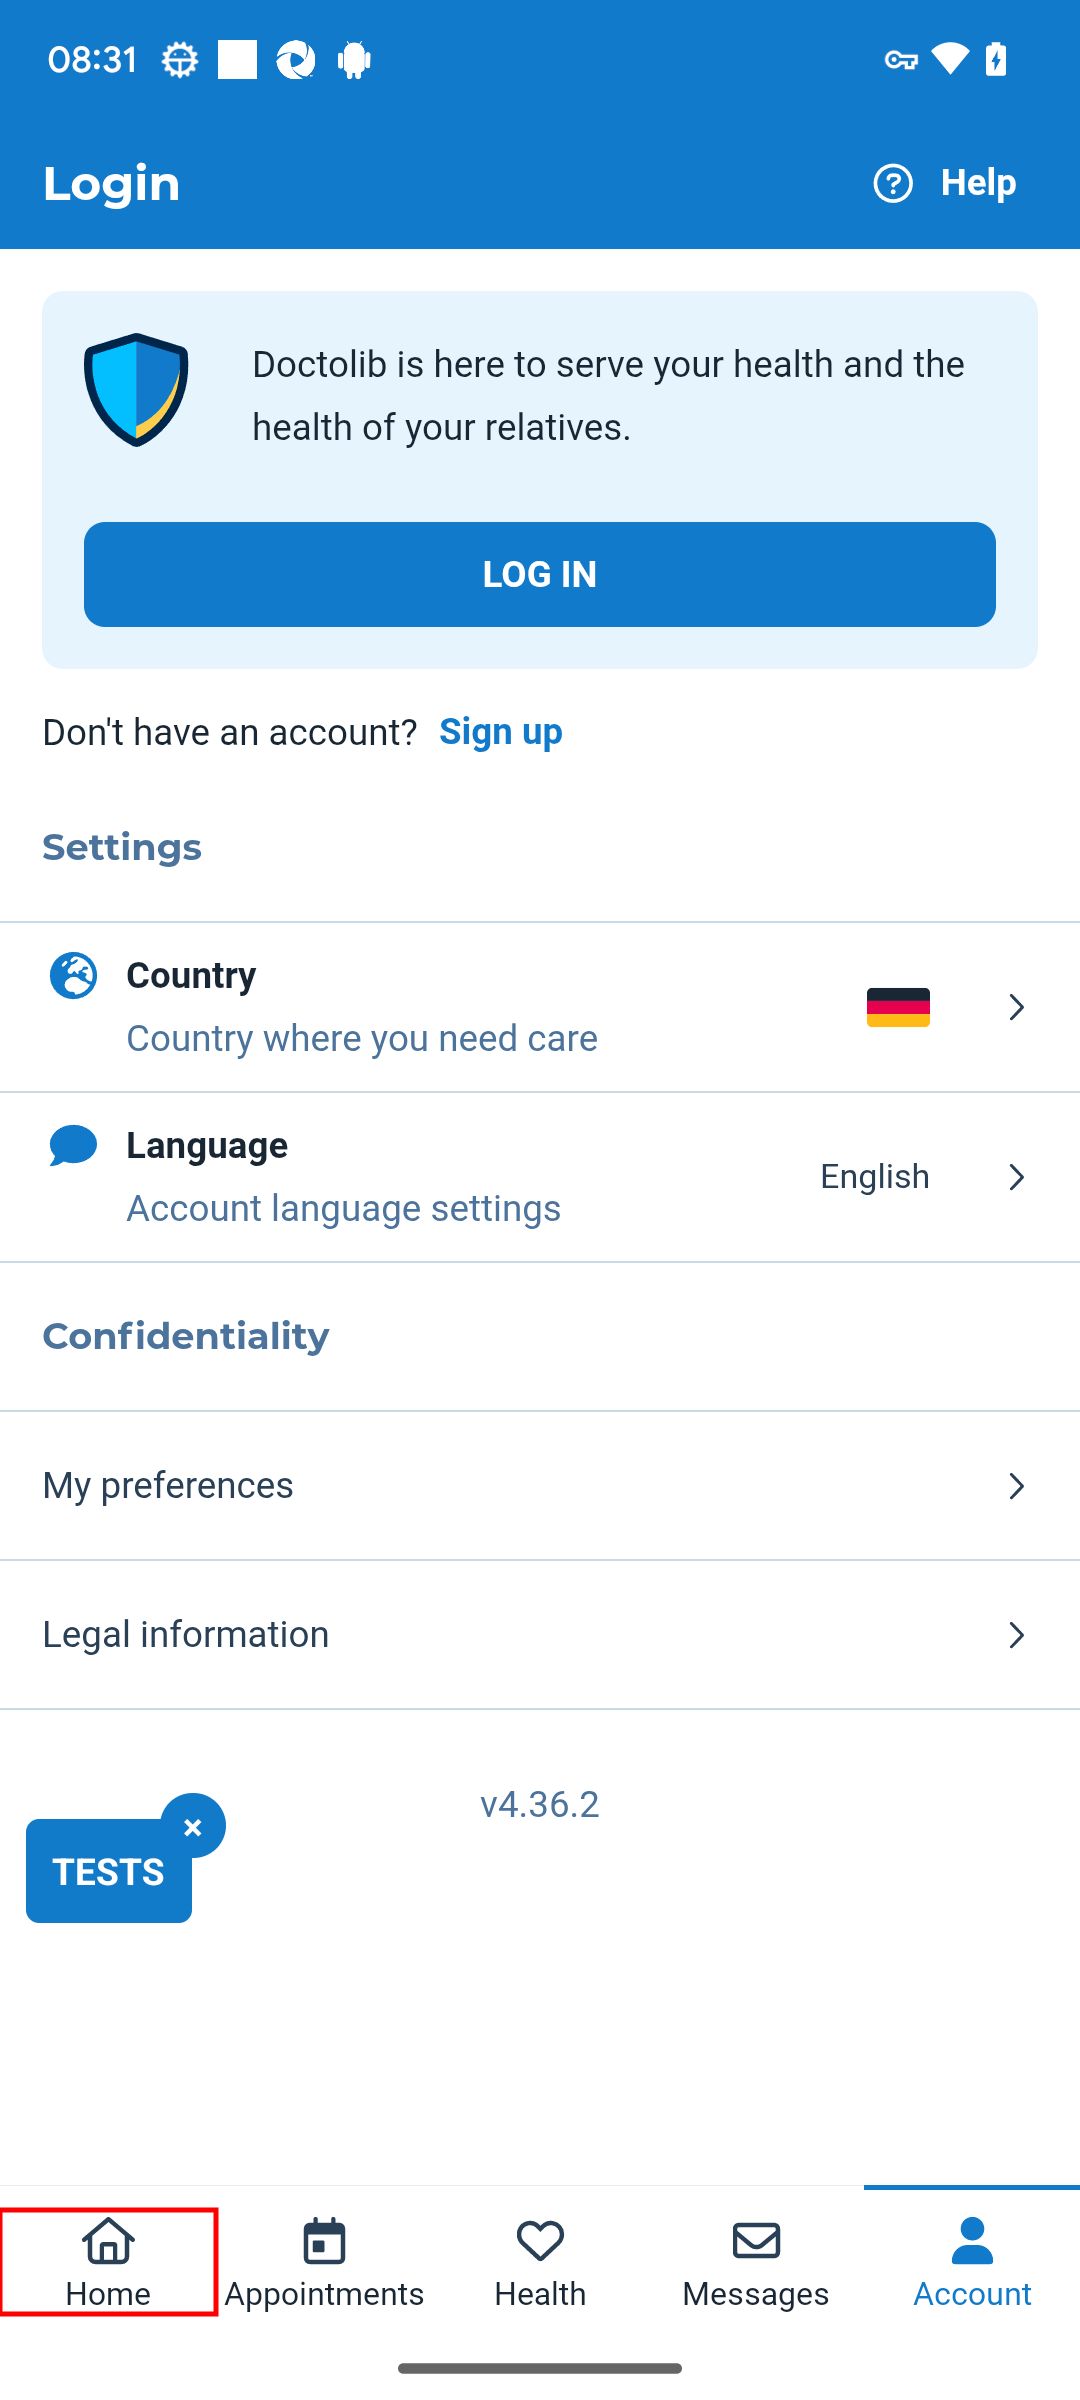 08:31
Login
Help
Doctolib is here to serve your health and the
health of your relatives.
LOG IN
Don't have an account? Sign up
Settings
Country
Country where you need care
Language
Account language settings
English
Confidentiality
My preferences
Legal information
v4.36.2
×
TESTS
Home
Appointments
Health
Messages
Account